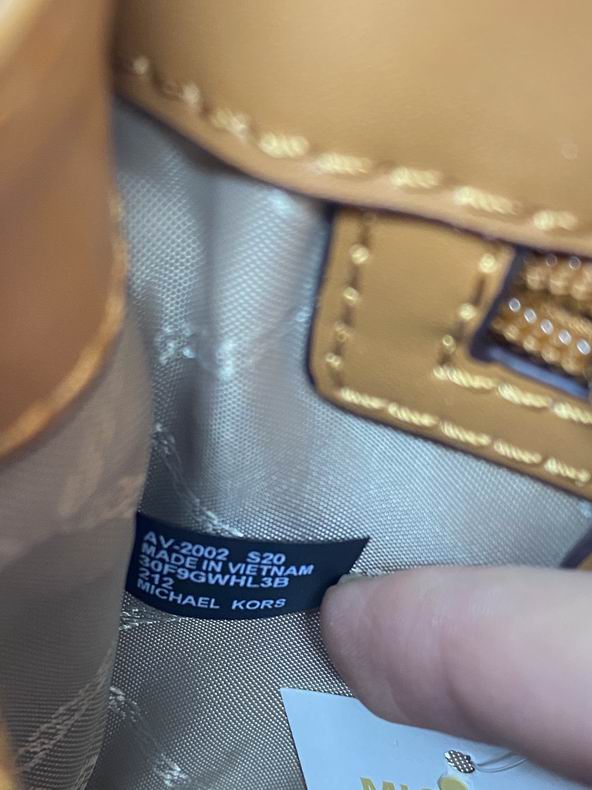 AV-2002 S20
MADE IN VIETNAM
30F9GWHL3B
212
MICHAEL KORS